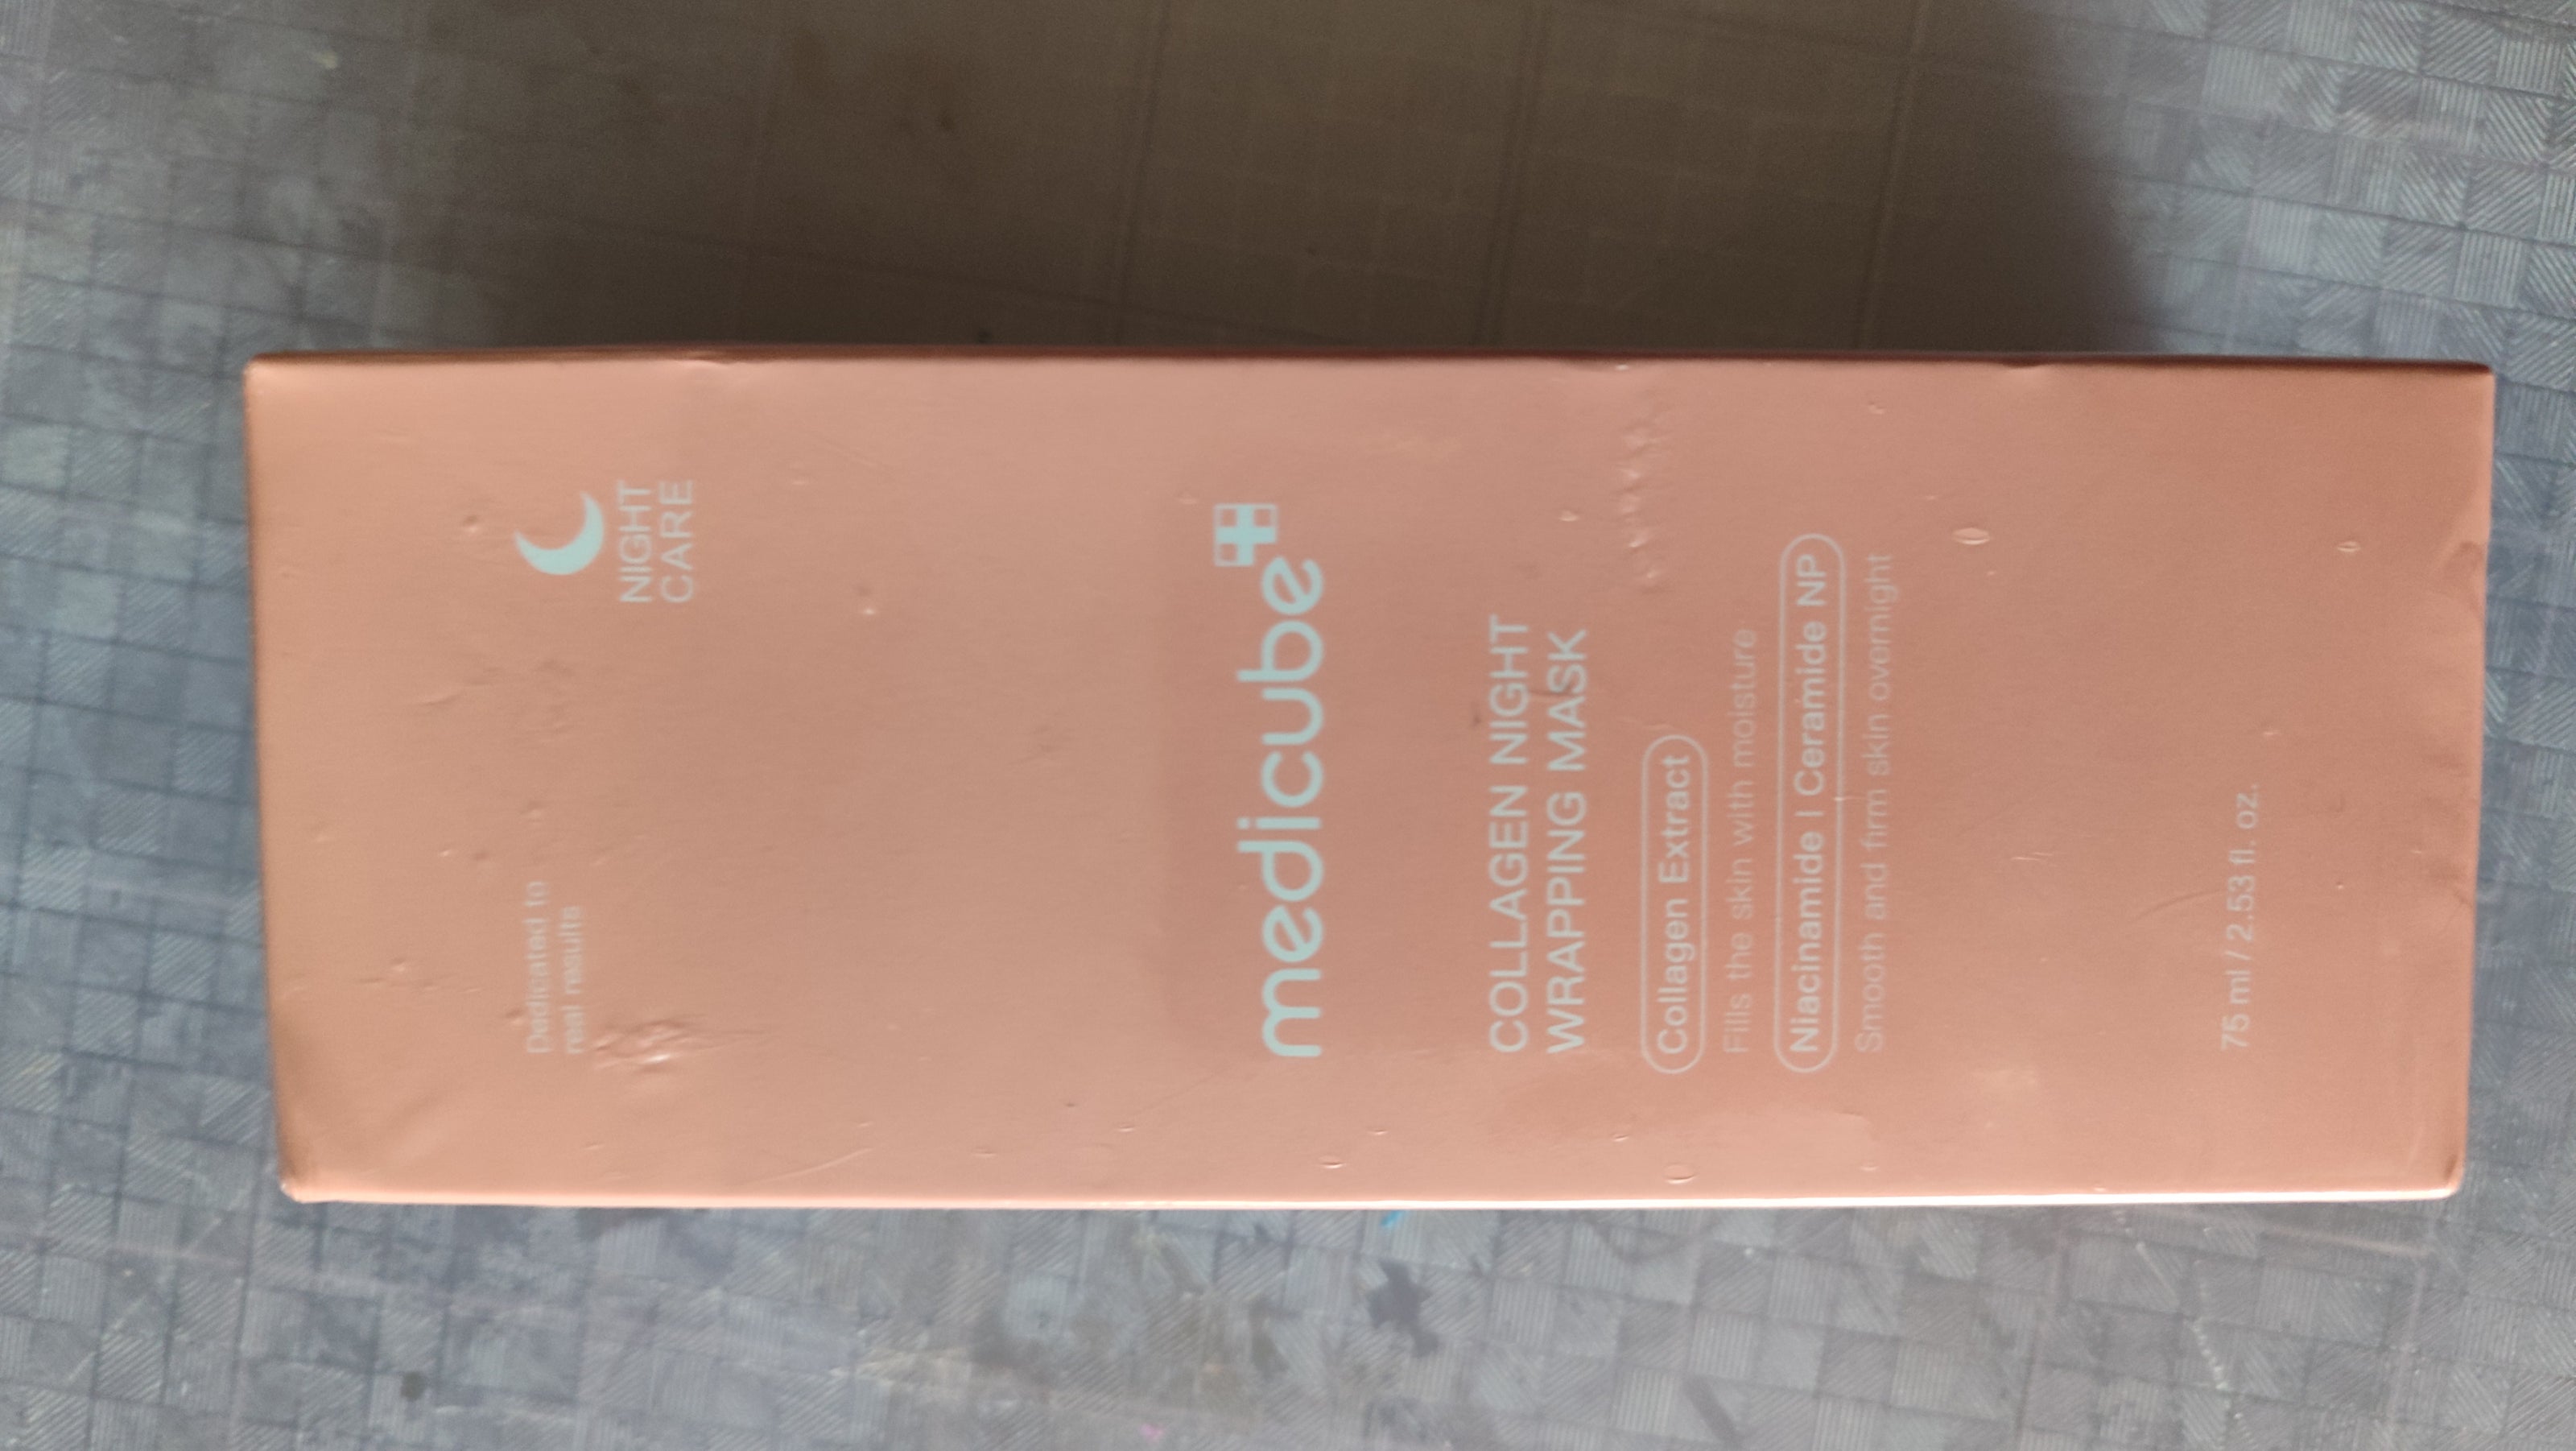 Dedicated to
real results
NIGHT
CARE
medicube
COLLAGEN NIGHT
WRAPPING MASK
Collagen Extract
Fills the skin with moisture
Niacinamide | Ceramide NP
Smooth and firm skin overnight
75 ml / 2.53 fl. oz.